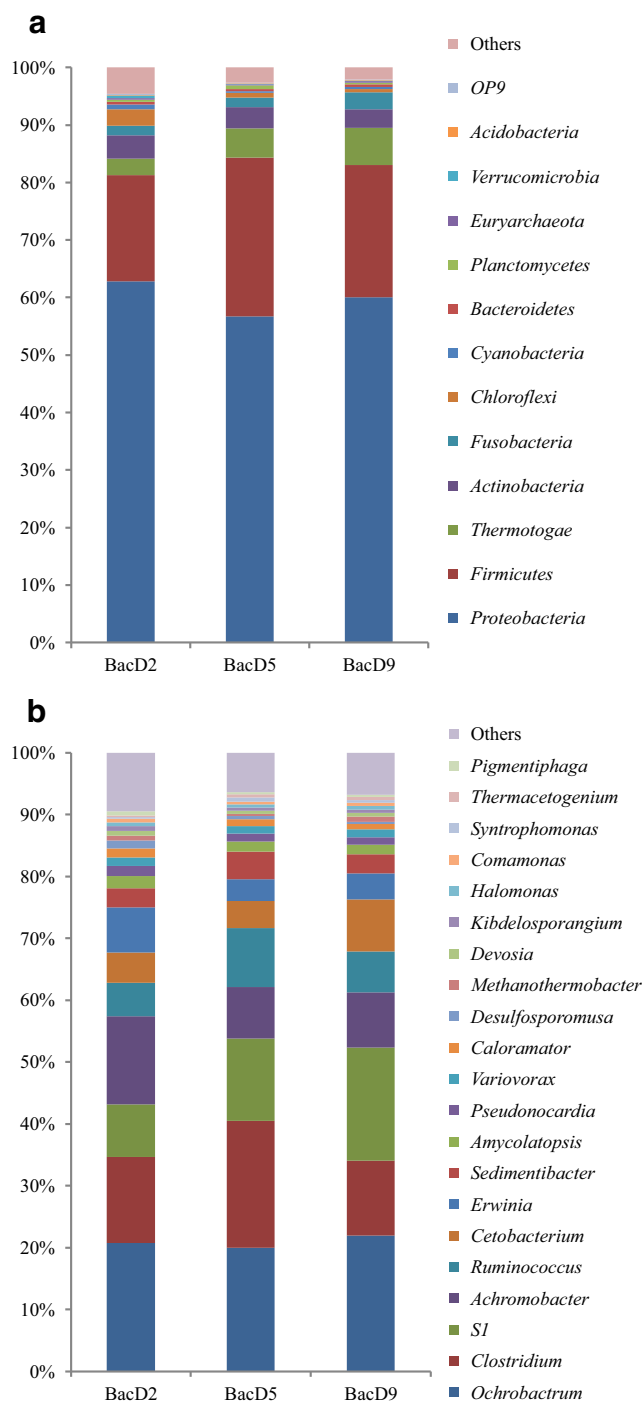 a
100%
90%
80%
70%
60%
50%
40%
30%
20%
10%
0%
BacD2 BacD5 BacD9
Others
OP9
Acidobacteria
Verrucomicrobia
Euryarchaeota
Planctomycetes
Bacteroidetes
Cyanobacteria
Chloroflexi
Fusobacteria
Actinobacteria
Thermotogae
Firmicutes
Proteobacteria
b
100%
90%
80%
70%
60%
50%
40%
30%
20%
10%
0%
BacD2 BacD5 BacD9
Others
Pigmentiphaga
Thermacetogenium
Syntrophomonas
Comamonas
Halomonas
Kibdelosporangium
Devosia
Methanothermobacter
Desulfosporomusa
Caloramator
Variovorax
Pseudonocardia
Amycolatopsis
Sedimentibacter
Erwinia
Cetobacterium
Ruminococcus
Achromobacter
S1
Clostridium
Ochrobactrum